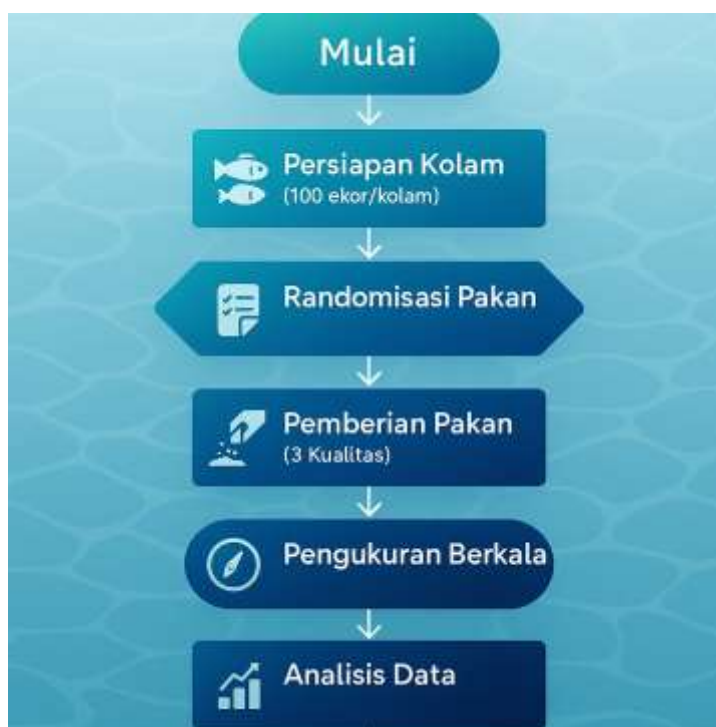 Mulai
Persiapan Kolam
(100 ekor/kolam)
Randomisasi Pakan
Pemberian Pakan
(3 Kualitas)
Pengukuran Berkala
Analisis Data